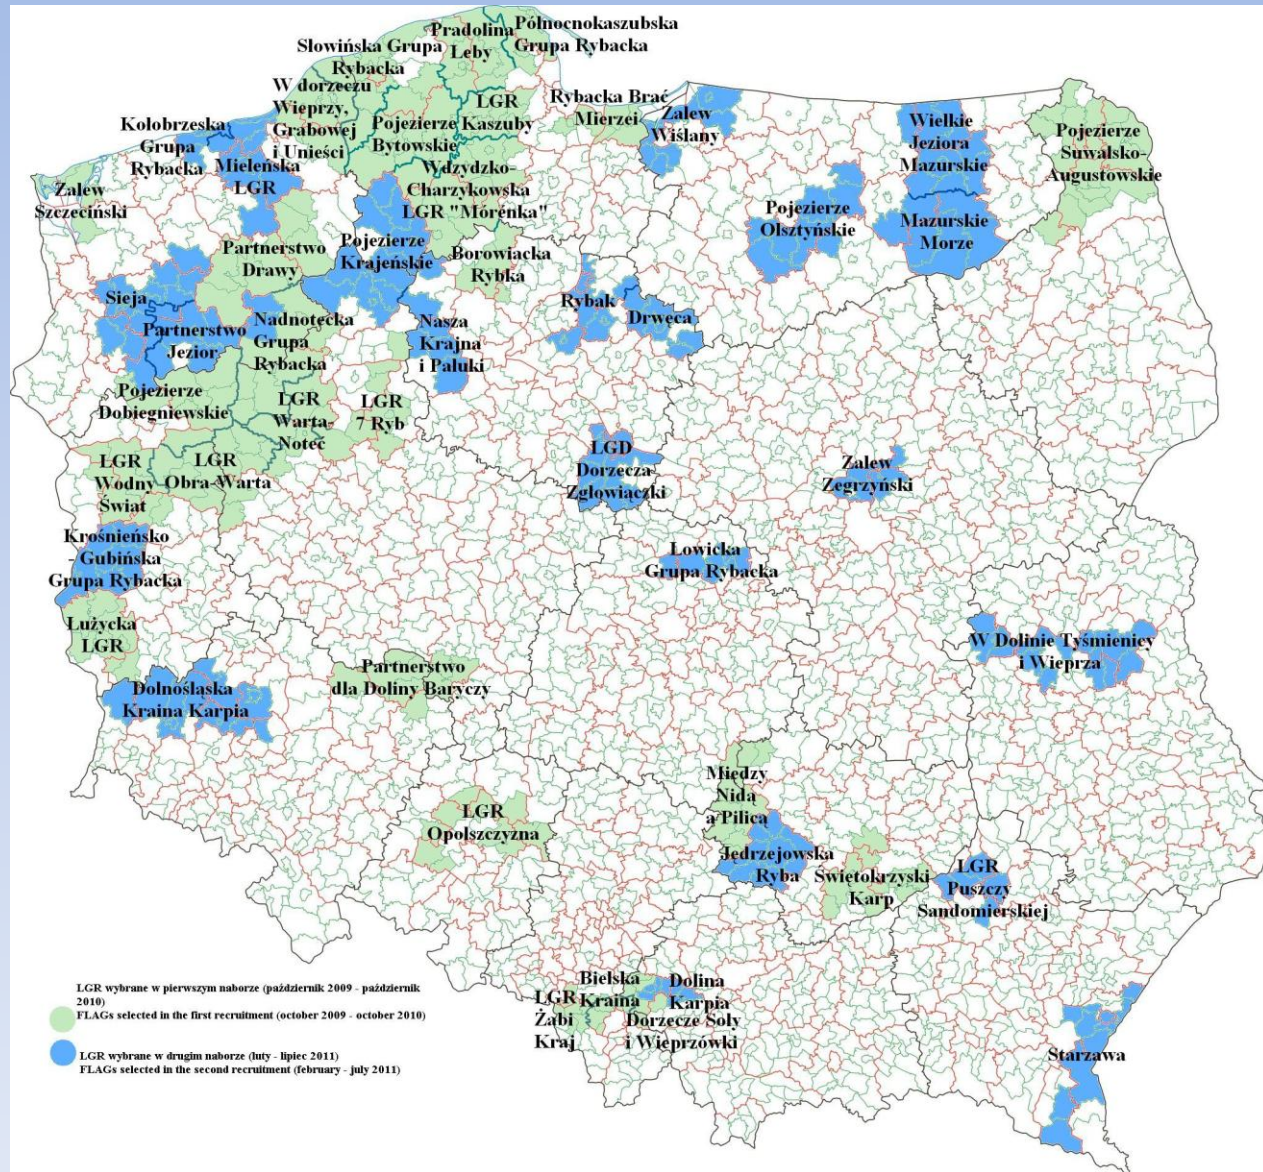 Pradolina
Łeby
Północnokaszubska
Grupa Rybacka
Słowińska Grupa
Rybacka
W dorzeczu
Wieprzy,
Grabowej
i Unieści
LGR
Kaszuby
Pojezierze
Bytowskie
Rybacka Brać
Mierzei
Zalew
Wiślany
Kołobrzeska
Grupa
Rybacka
Mieleńska
LGR
Wielkie
Jeziora
Mazurskie
Pojezierze
Suwalsko-
Augustowskie
Zalew
Szczeciński
Wdzydzko-
Charzykowska
LGR "Mòrénka"
Pojezierze
Olsztyńskie
Mazurskie
Morze
Partnerstwo
Drawy
Pojezierze
Krajeńskie
Borowiacka
Rybka
Sieja
Partnerstwo
Jezior
Nadnotecka
Grupa
Rybacka
Nasza
Krajna
i Pałuki
Rybak
Drwęca
Pojezierze
Dobiegniewskie
LGR
Warta-
Noteć
LGR
7 Ryb
LGR
Wodny
Świat
LGR
Obra-Warta
LGD
Dorzecza
Zgłowiączki
Zalew
Zegrzyński
Krośnieńsko
- Gubińska
Grupa Rybacka
Łowicka
Grupa Rybacka
Łużycka
LGR
W Dolinie Tyśmienicy
i Wieprza
Partnerstwo
dla Doliny Baryczy
Dolnośląska
Kraina Karpia
Między
Nidą
a Pilicą
LGR
Opolszczyzna
Jędrzejowska
Ryba
Świętokrzyski
Karp
LGR
Puszczy
Sandomierskiej
Bielska
Kraina
Dolina
Karpia
LGR
Żabi
Kraj
Dorzecze Soły
i Wieprzówki
Starzawa
LGR wybrane w pierwszym naborze (październik 2009 - październik
2010)
FLAGs selected in the first recruitment (october 2009 - october 2010)
LGR wybrane w drugim naborze (luty - lipiec 2011)
FLAGs selected in the second recruitment (february - july 2011)